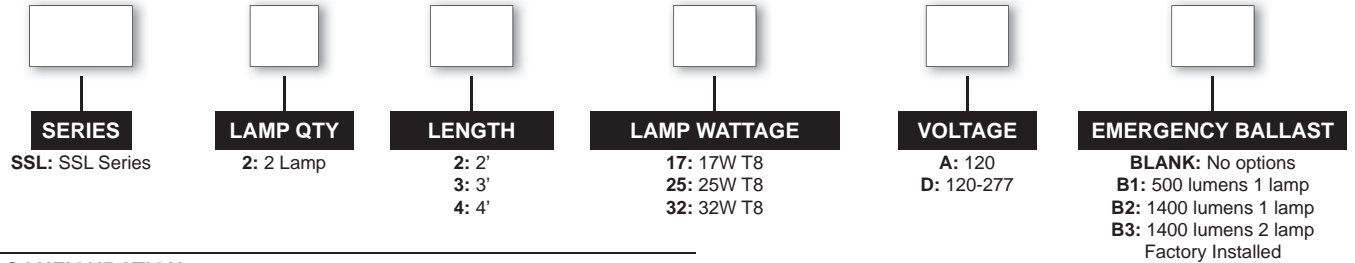 SERIES
SSL: SSL Series
LAMP QTY
2: 2 Lamp
LENGTH
2: 2'
3: 3'
4: 4'
LAMP WATTAGE
17: 17W T8
25: 25W T8
32: 32W T8
VOLTAGE
A: 120
D: 120-277
EMERGENCY BALLAST
BLANK: No options
B1: 500 lumens 1 lamp
B2: 1400 lumens 1 lamp
B3: 1400 lumens 2 lamp
Factory Installed